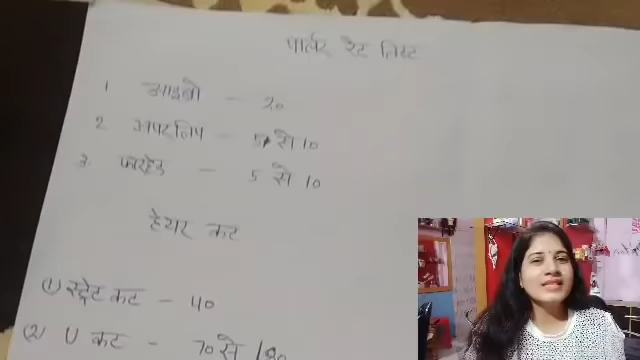 पार्लर रेट लिस्ट
1 आइब्रो – 20
2. अपरलिप – 5 से 10
3. फोरहेड – 5 से 10
हेयर कट
(1) स्ट्रेट कट – 40
(2) U कट – 70 से